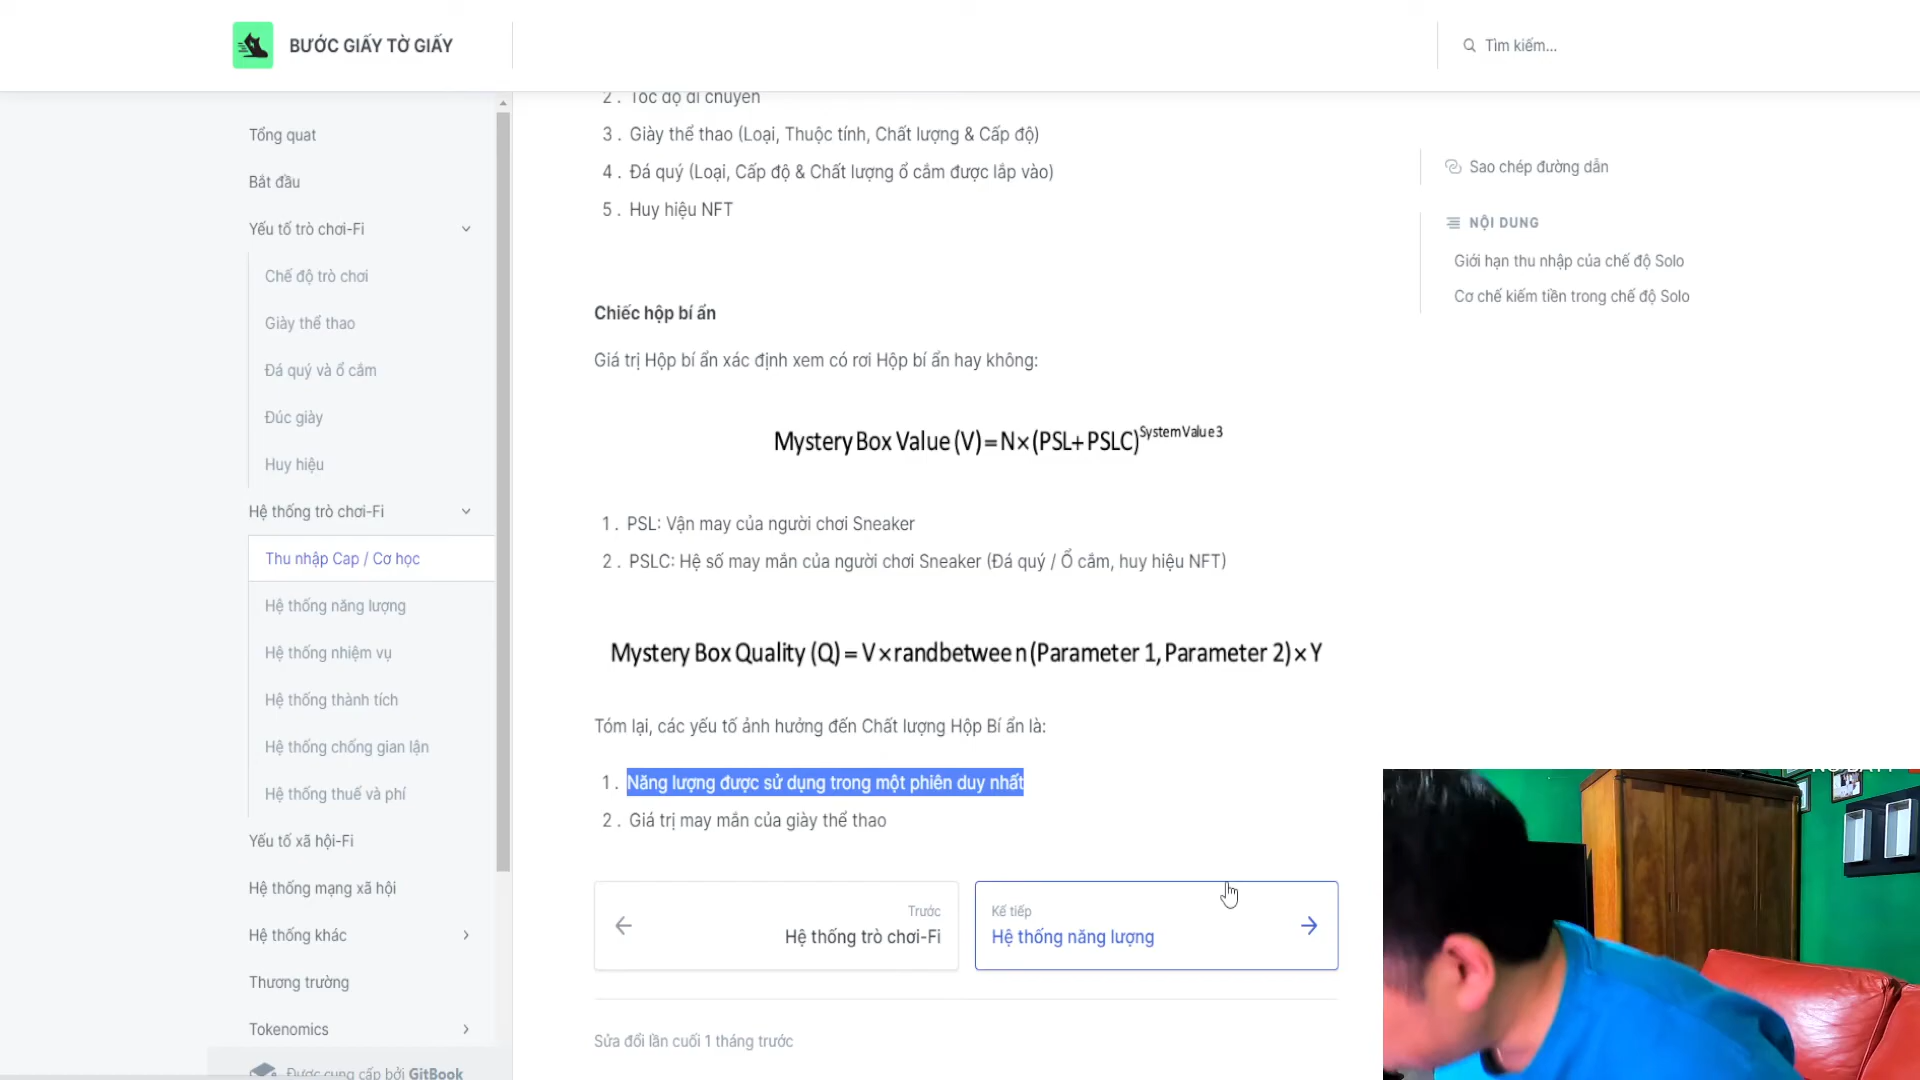 BƯỚC GIẤY TỜ GIẤY
Tìm kiếm...
Tổng quat
Bắt đầu
Yếu tố trò chơi-Fi
Chế độ trò chơi
Giày thể thao
Đá quý và ổ cắm
Đúc giày
Huy hiệu
Hệ thống trò chơi-Fi
Thu nhập Cap / Cơ học
Hệ thống năng lượng
Hệ thống nhiệm vụ
Hệ thống thành tích
Hệ thống chống gian lận
Hệ thống thuế và phí
Yếu tố xã hội-Fi
Hệ thống mạng xã hội
Hệ thống khác
Thương trường
Tokenomics
Được cung cấp bởi GitBook
2. Tốc độ di chuyển
3. Giày thể thao (Loại, Thuộc tính, Chất lượng & Cấp độ)
4. Đá quý (Loại, Cấp độ & Chất lượng ổ cắm được lắp vào)
5. Huy hiệu NFT
Chiếc hộp bí ẩn
Giá trị Hộp bí ẩn xác định xem có rơi Hộp bí ẩn hay không:
Mystery Box Value (V) = N × (PSL + PSLC)^SystemValue3
1. PSL: Vận may của người chơi Sneaker
2. PSLC: Hệ số may mắn của người chơi Sneaker (Đá quý / Ổ cắm, huy hiệu NFT)
Mystery Box Quality (Q) = V × randbetween (Parameter 1, Parameter 2) × Y
Tóm lại, các yếu tố ảnh hưởng đến Chất lượng Hộp Bí ẩn là:
1. Năng lượng được sử dụng trong một phiên duy nhất
2. Giá trị may mắn của giày thể thao
Trước
Hệ thống trò chơi-Fi
Kế tiếp
Hệ thống năng lượng
Sửa đổi lần cuối 1 tháng trước
Sao chép đường dẫn
NỘI DUNG
Giới hạn thu nhập của chế độ Solo
Cơ chế kiếm tiền trong chế độ Solo